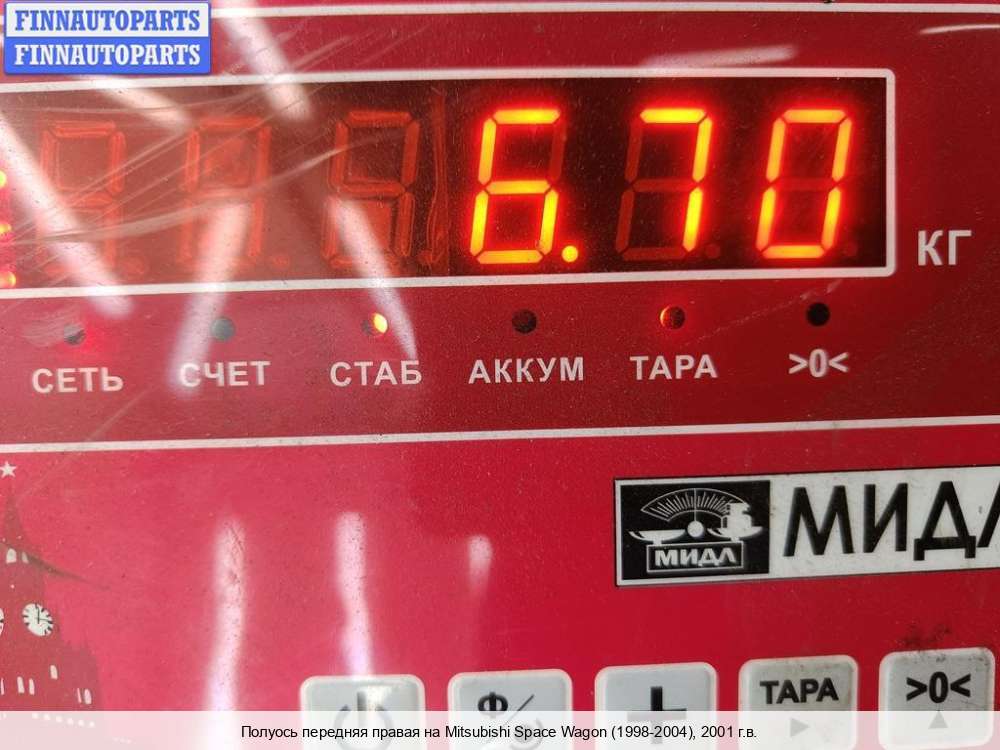 FINNAUTOPARTS
FINNAUTOPARTS
6.70
КГ
СЕТЬ СЧЕТ СТАБ АККУМ ТАРА >0<
МИДЛ МИДЛ
ТАРА >0<
Полуось передняя правая на Mitsubishi Space Wagon (1998-2004), 2001 г.в.